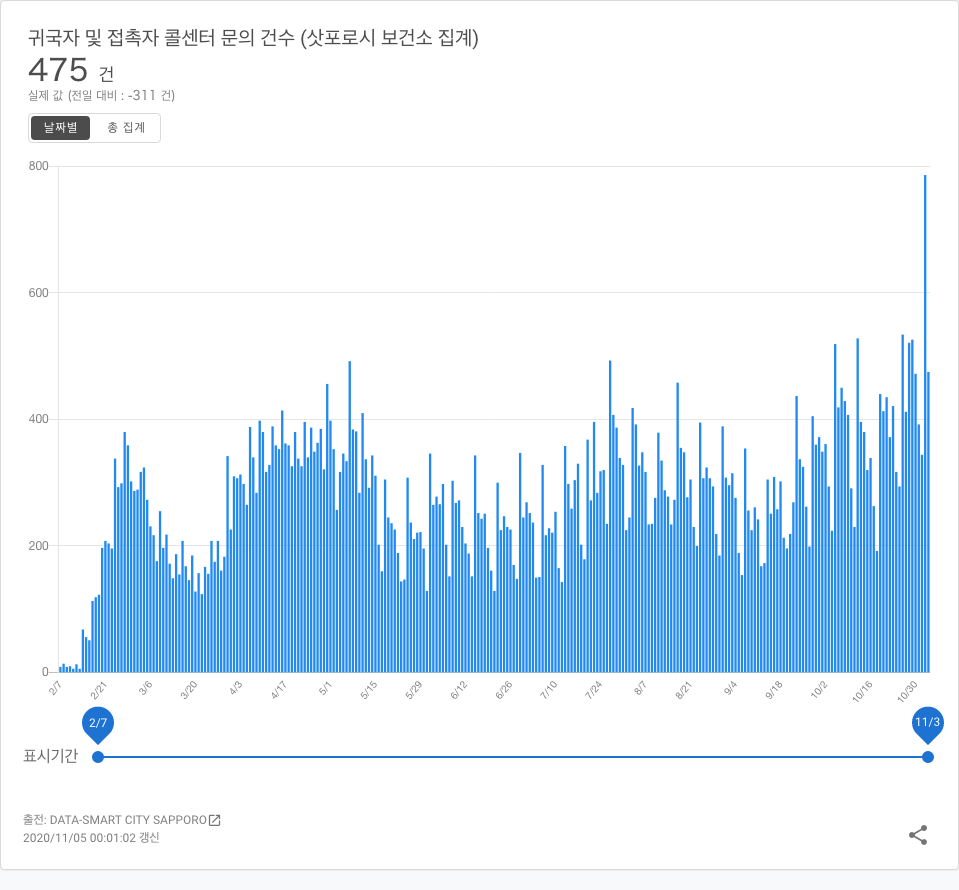 귀국자 및 접촉자 콜센터 문의 건수 (삿포로시 보건소 집계)
475 건
실제 값 (전일 대비 : -311 건)
날짜별 총 집계
800
600
400
200
0
2/7 2/21 3/6 3/20 4/3 4/17 5/1 5/15 5/29 6/12 6/26 7/10 7/24 8/7 8/21 9/4 9/18 10/2 10/16 10/30
2/7 11/3
표시기간
출전: DATA-SMART CITY SAPPORO
2020/11/05 00:01:02 갱신